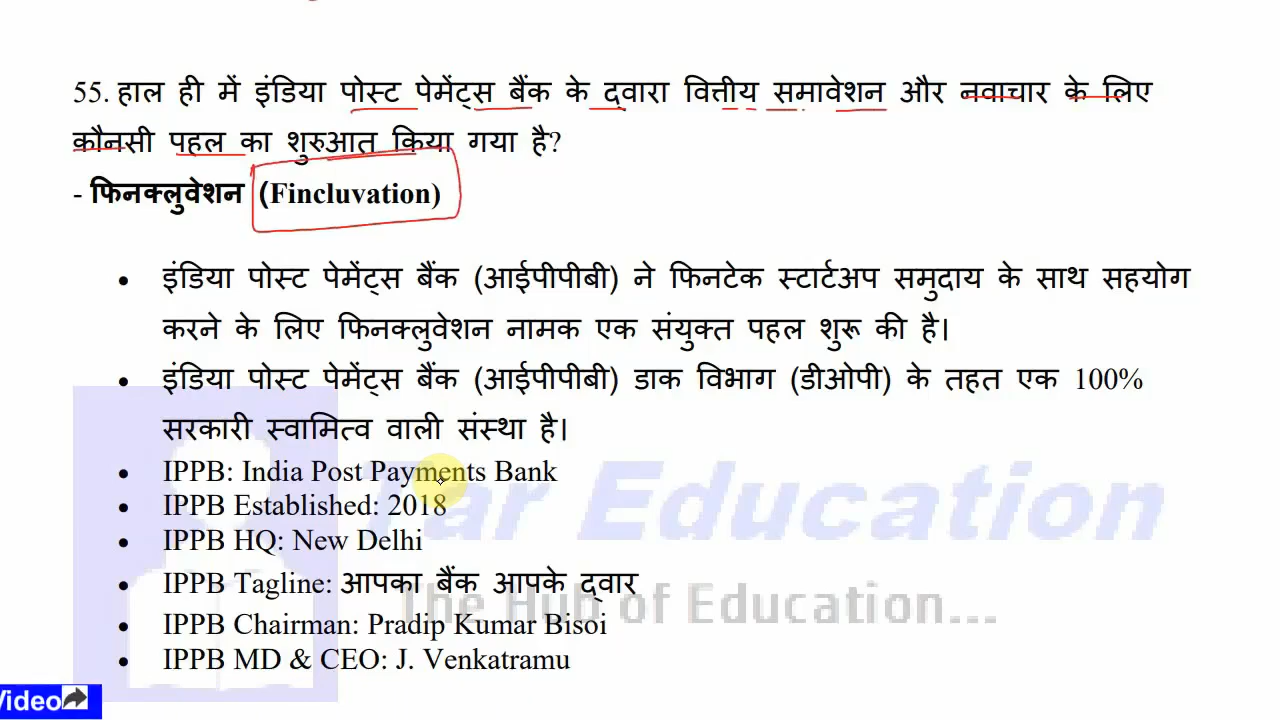 55. हाल ही में इंडिया पोस्ट पेमेंट्स बैंक के द्वारा वित्तीय समावेशन और नवाचार के लिए
कौनसी पहल का शुरुआत किया गया है?
- फिनक्लुवेशन (Fincluvation)
• इंडिया पोस्ट पेमेंट्स बैंक (आईपीपीबी) ने फिनटेक स्टार्टअप समुदाय के साथ सहयोग
करने के लिए फिनक्लुवेशन नामक एक संयुक्त पहल शुरू की है।
• इंडिया पोस्ट पेमेंट्स बैंक (आईपीपीबी) डाक विभाग (डीओपी) के तहत एक 100%
सरकारी स्वामित्व वाली संस्था है।
• IPPB: India Post Payments Bank
• IPPB Established: 2018
• IPPB HQ: New Delhi
• IPPB Tagline: आपका बैंक आपके द्वार
• IPPB Chairman: Pradip Kumar Bisoi
• IPPB MD & CEO: J. Venkatramu
Tar Education
The Hub of Education...
Video